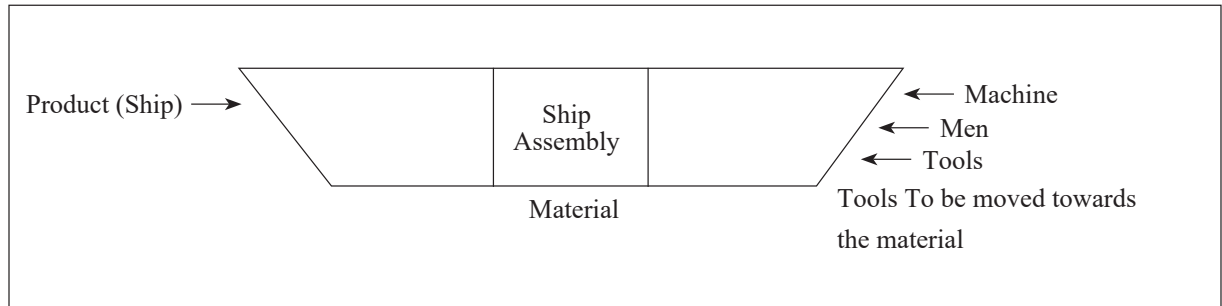 Product (Ship)
Ship
Assembly
Material
Machine
Men
Tools
Tools To be moved towards
the material